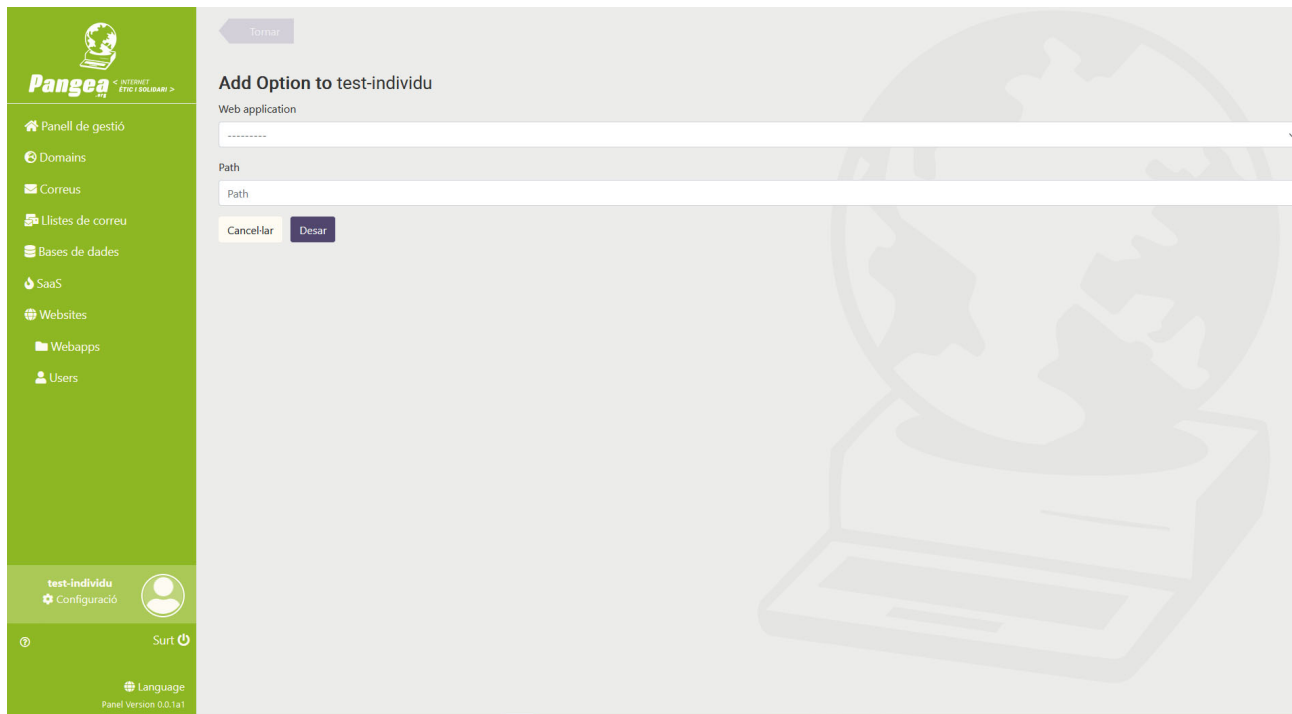 Pangea
.org
< INTERNET
ÈTIC I SOLIDARI >
Panell de gestió
Domains
Correus
Llistes de correu
Bases de dades
SaaS
Websites
Webapps
Users
test-individu
Configuració
Surt
Language
Panel Version 0.0.1a1
Tornar
Add Option to test-individu
Web application
---------
Path
Path
Cancel·lar Desar